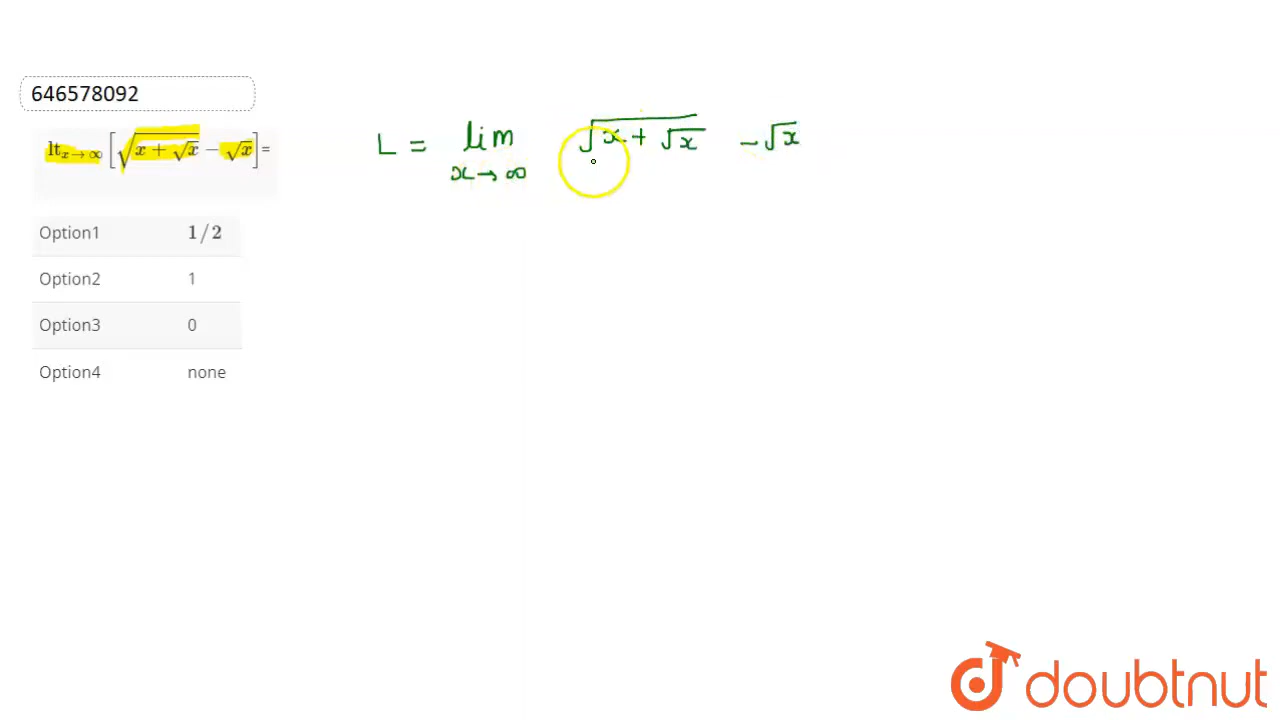 646578092
lt_{x→∞} [√(x + √x) − √x] =
L = lim_{x→∞} √(x + √x) − √x
Option1 1/2
Option2 1
Option3 0
Option4 none
doubtnut